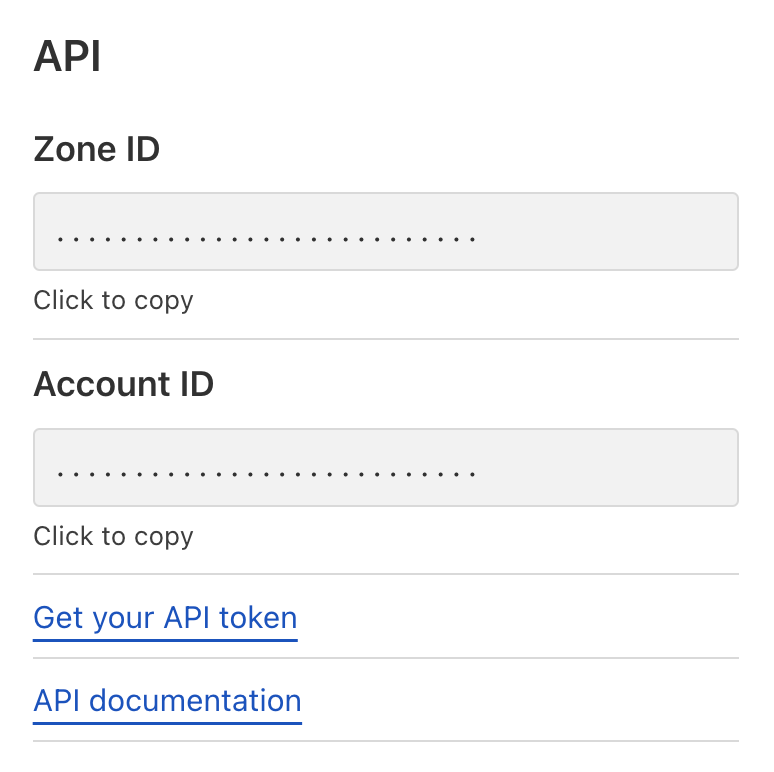 API
Zone ID
. . . . . . . . . . . . . . . . . . . . . . . . . . .
Click to copy
Account ID
. . . . . . . . . . . . . . . . . . . . . . . . . . .
Click to copy
Get your API token
API documentation